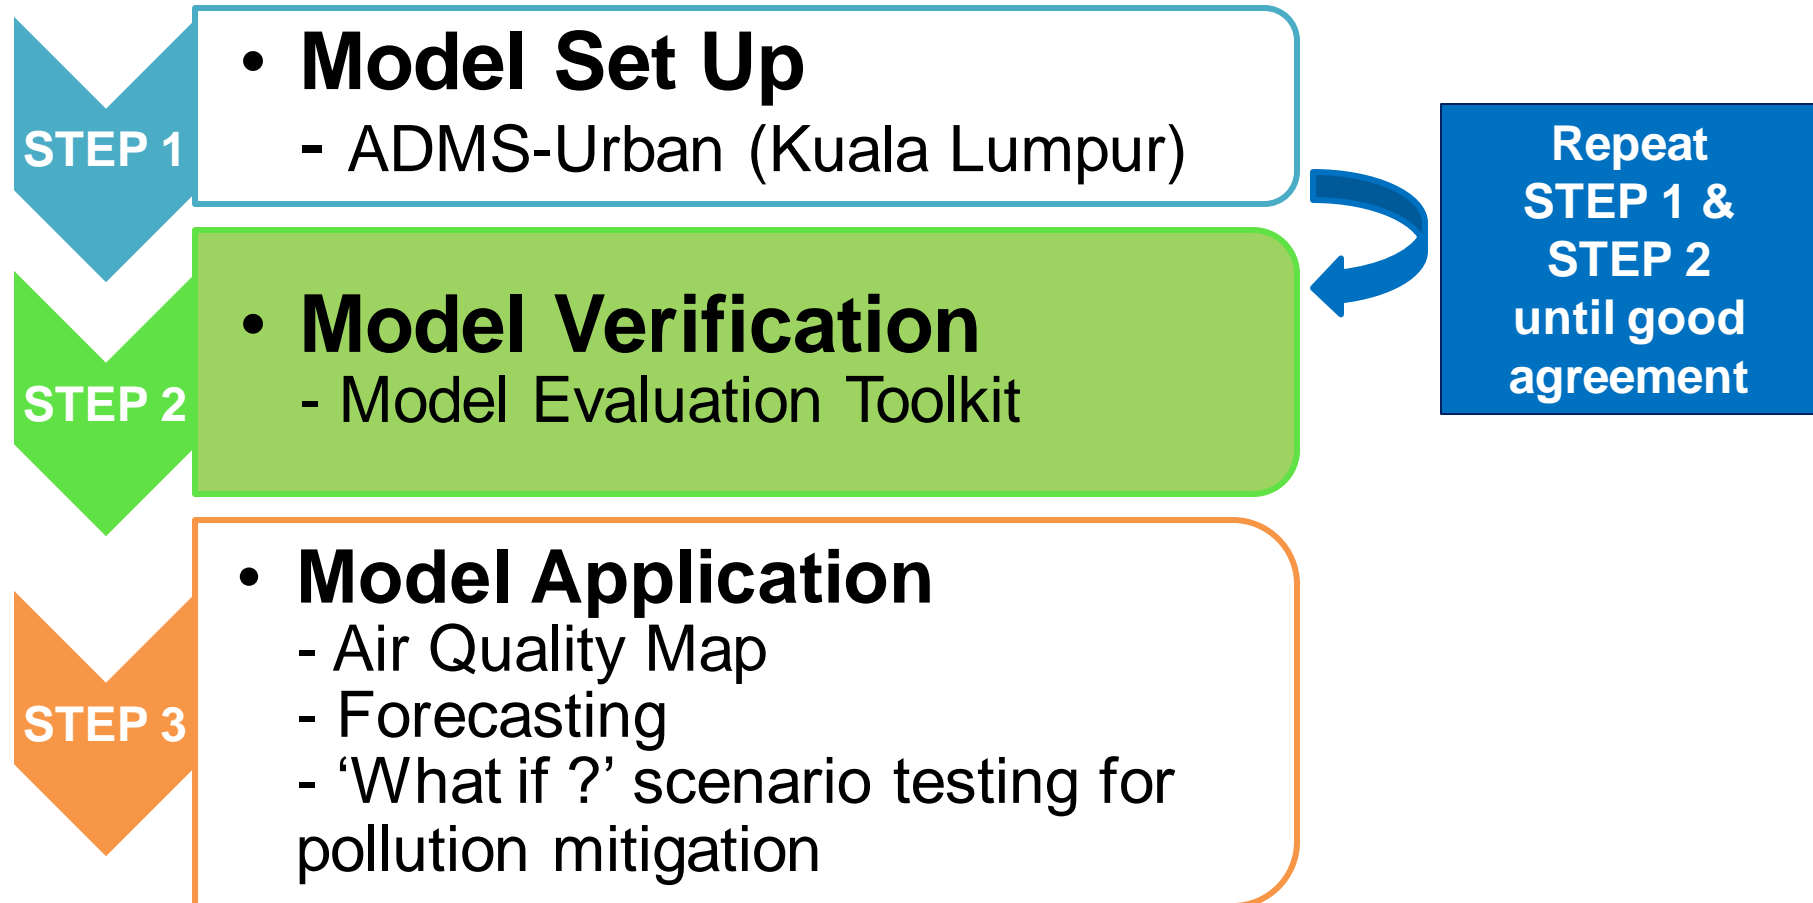 STEP 1
• Model Set Up
- ADMS-Urban (Kuala Lumpur)
Repeat
STEP 1 &
STEP 2
until good
agreement
STEP 2
• Model Verification
- Model Evaluation Toolkit
STEP 3
• Model Application
- Air Quality Map
- Forecasting
- ‘What if ?’ scenario testing for
pollution mitigation